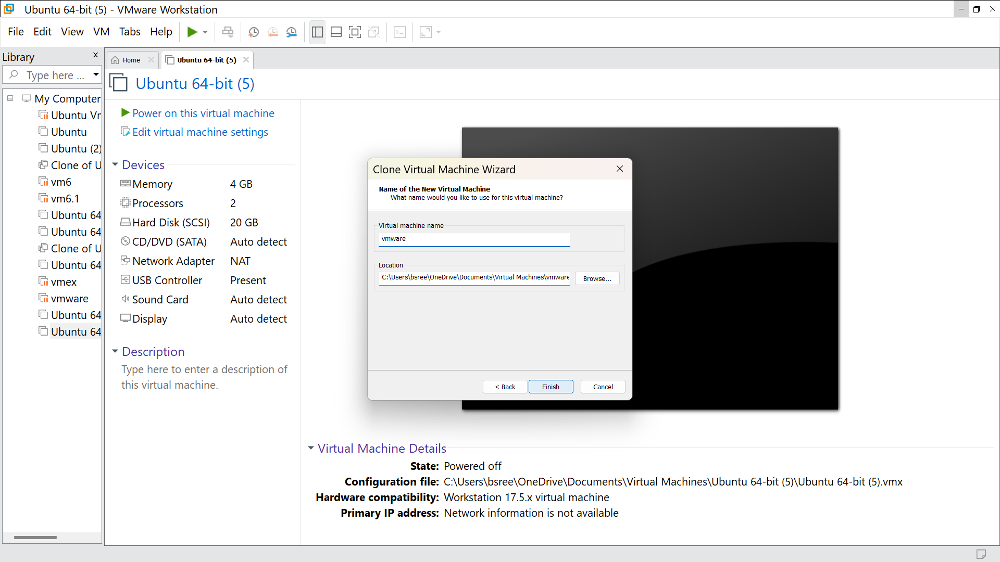 Ubuntu 64-bit (5) - VMware Workstation
File Edit View VM Tabs Help
Library
Type here ...
My Computer
Ubuntu Vr
Ubuntu
Ubuntu (2)
Clone of U
vm6
vm6.1
Ubuntu 64
Ubuntu 64
Clone of U
Ubuntu 64
vmex
vmware
Ubuntu 64
Ubuntu 64
Home
Ubuntu 64-bit (5)
Ubuntu 64-bit (5)
Power on this virtual machine
Edit virtual machine settings
Devices
Memory 4 GB
Processors 2
Hard Disk (SCSI) 20 GB
CD/DVD (SATA) Auto detect
Network Adapter NAT
USB Controller Present
Sound Card Auto detect
Display Auto detect
Description
Type here to enter a description of
this virtual machine.
Clone Virtual Machine Wizard
Name of the New Virtual Machine
What name would you like to use for this virtual machine?
Virtual machine name
vmware
Location
C:\Users\bsree\OneDrive\Documents\Virtual Machines\vmware
Browse...
< Back Finish Cancel
Virtual Machine Details
State: Powered off
Configuration file: C:\Users\bsree\OneDrive\Documents\Virtual Machines\Ubuntu 64-bit (5)\Ubuntu 64-bit (5).vmx
Hardware compatibility: Workstation 17.5.x virtual machine
Primary IP address: Network information is not available